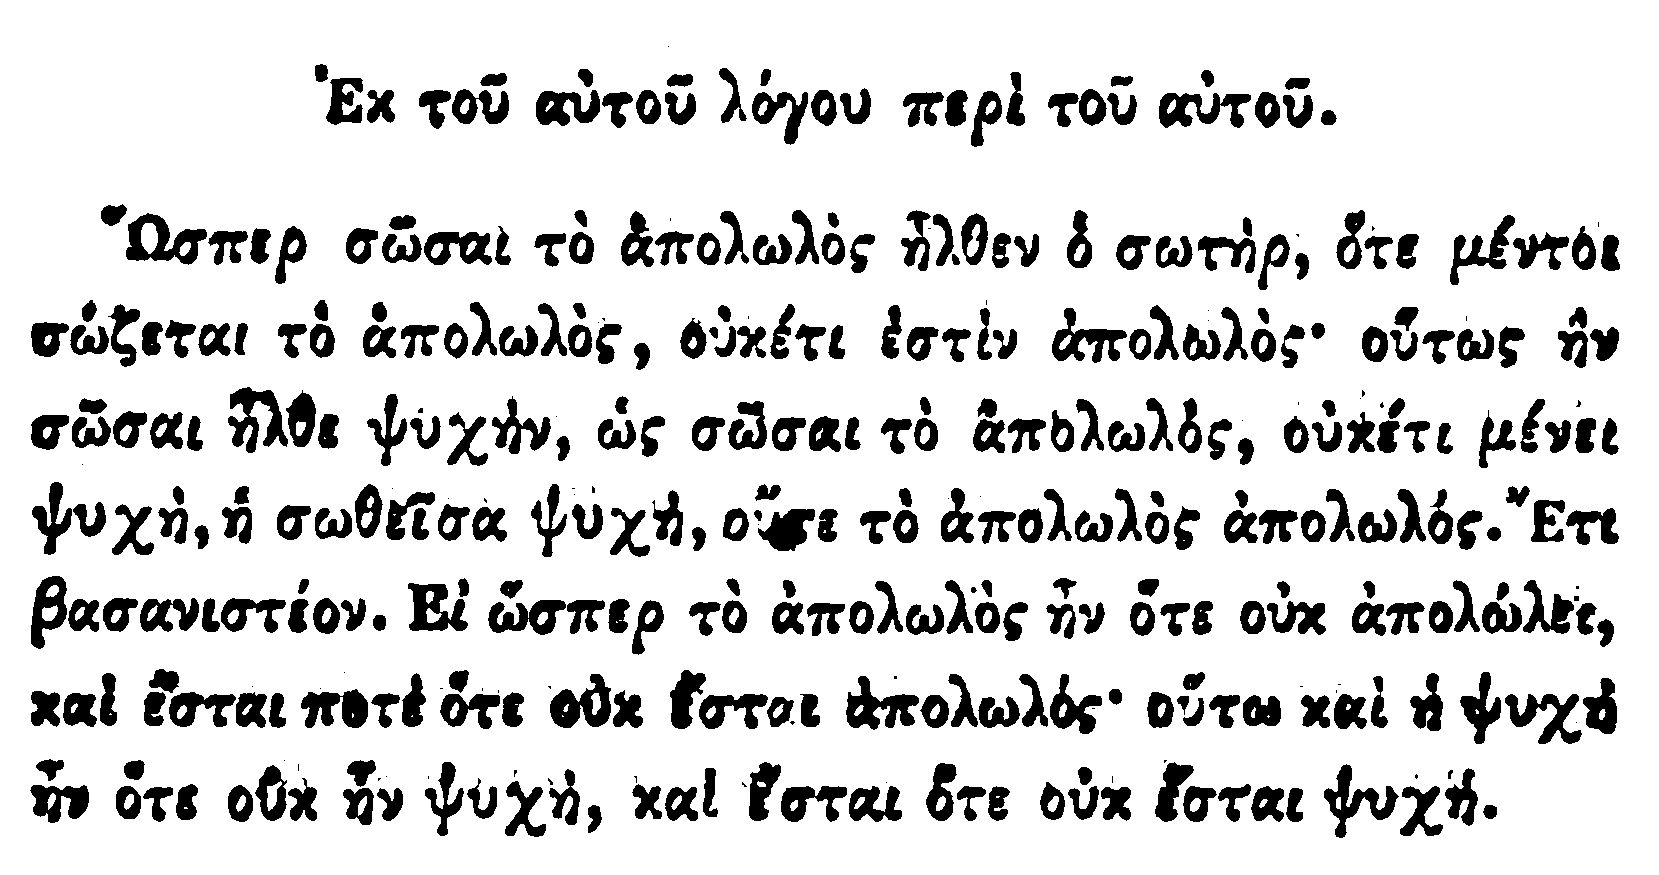 Ἐκ τοῦ αὐτοῦ λόγου περὶ τοῦ αὐτοῦ.
Ὥσπερ σῶσαι τὸ ἀπολωλὸς ἦλθεν ὁ σωτὴρ, ὅτε μέντοι
σώζεται τὸ ἀπολωλὸς, οὐκέτι ἐστὶν ἀπολωλὸς· οὕτως ἣν
σῶσαι ἦλθε ψυχὴν, ὡς σῶσαι τὸ ἀπολωλὸς, οὐκέτι μένει
ψυχὴ, ἡ σωθεῖσα ψυχὴ, οὔτε τὸ ἀπολωλὸς ἀπολωλός. Ἔτι
βασανιστέον. Εἰ ὥσπερ τὸ ἀπολωλὸς ἦν ὅτε οὐκ ἀπολώλει,
καὶ ἔσται ποτὲ ὅτε οὐκ ἔσται ἀπολωλός· οὕτω καὶ ἡ ψυχὴ
ἦν ὅτε οὐκ ἦν ψυχὴ, καὶ ἔσται ὅτε οὐκ ἔσται ψυχή.